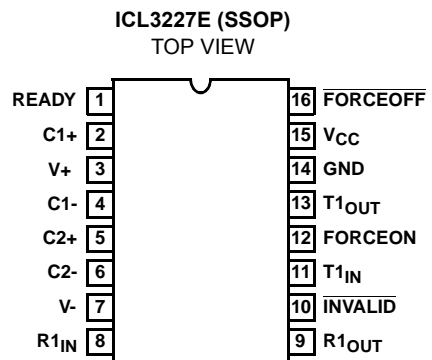 ICL3227E (SSOP)
TOP VIEW
READY 1 16 FORCEOFF
C1+ 2 15 VCC
V+ 3 14 GND
C1- 4 13 T1OUT
C2+ 5 12 FORCEON
C2- 6 11 T1IN
V- 7 10 INVALID
R1IN 8 9 R1OUT